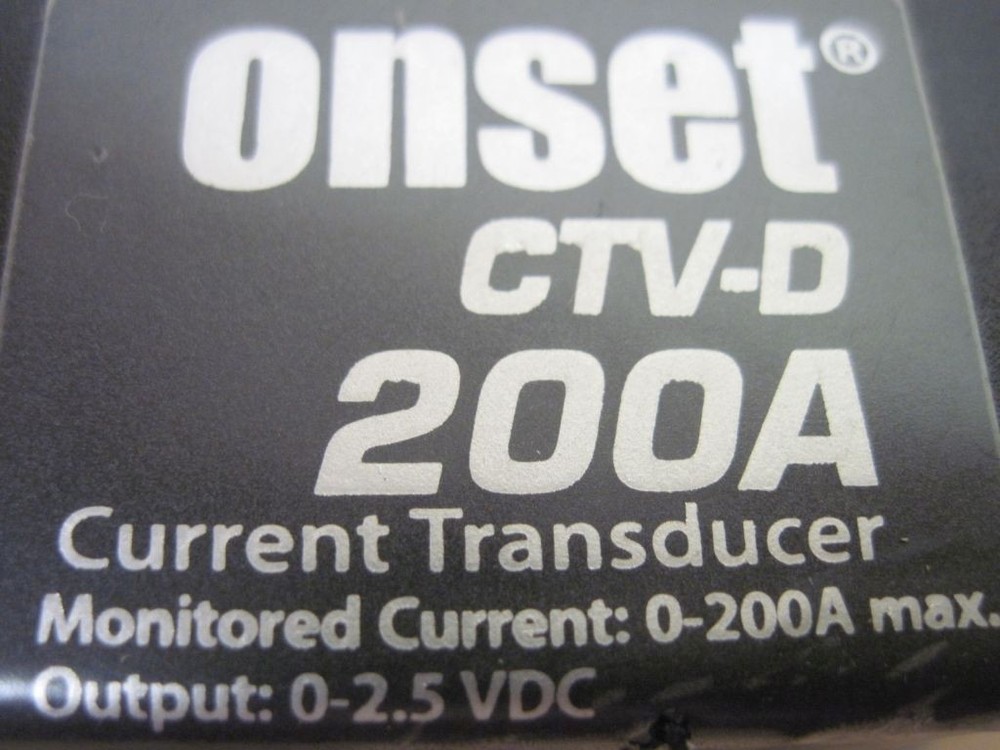 onset®
CTV-D
200A
Current Transducer
Monitored Current: 0-200A max.
Output: 0-2.5 VDC